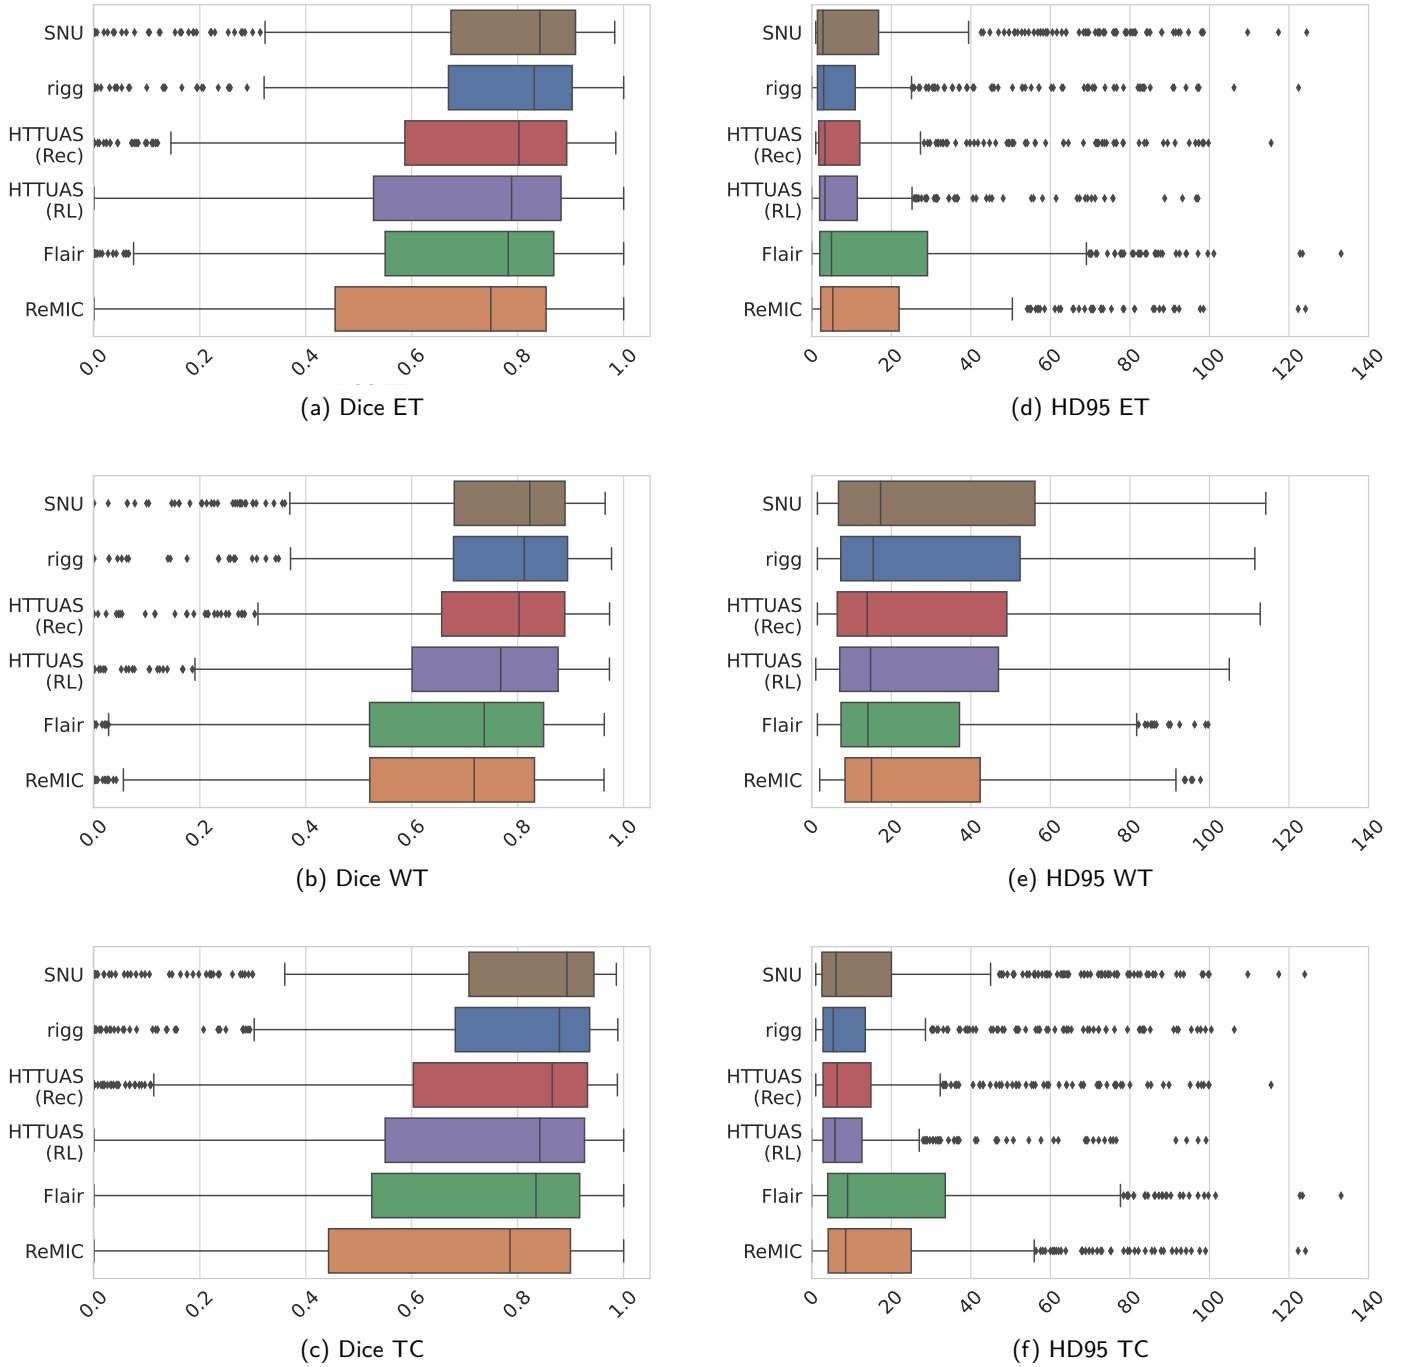 SNU
rigg
HTTUAS
(Rec)
HTTUAS
(RL)
Flair
ReMIC
0.0 0.2 0.4 0.6 0.8 1.0
(a) Dice ET
SNU
rigg
HTTUAS
(Rec)
HTTUAS
(RL)
Flair
ReMIC
0 20 40 60 80 100 120 140
(d) HD95 ET
SNU
rigg
HTTUAS
(Rec)
HTTUAS
(RL)
Flair
ReMIC
0.0 0.2 0.4 0.6 0.8 1.0
(b) Dice WT
SNU
rigg
HTTUAS
(Rec)
HTTUAS
(RL)
Flair
ReMIC
0 20 40 60 80 100 120 140
(e) HD95 WT
SNU
rigg
HTTUAS
(Rec)
HTTUAS
(RL)
Flair
ReMIC
0.0 0.2 0.4 0.6 0.8 1.0
(c) Dice TC
SNU
rigg
HTTUAS
(Rec)
HTTUAS
(RL)
Flair
ReMIC
0 20 40 60 80 100 120 140
(f) HD95 TC